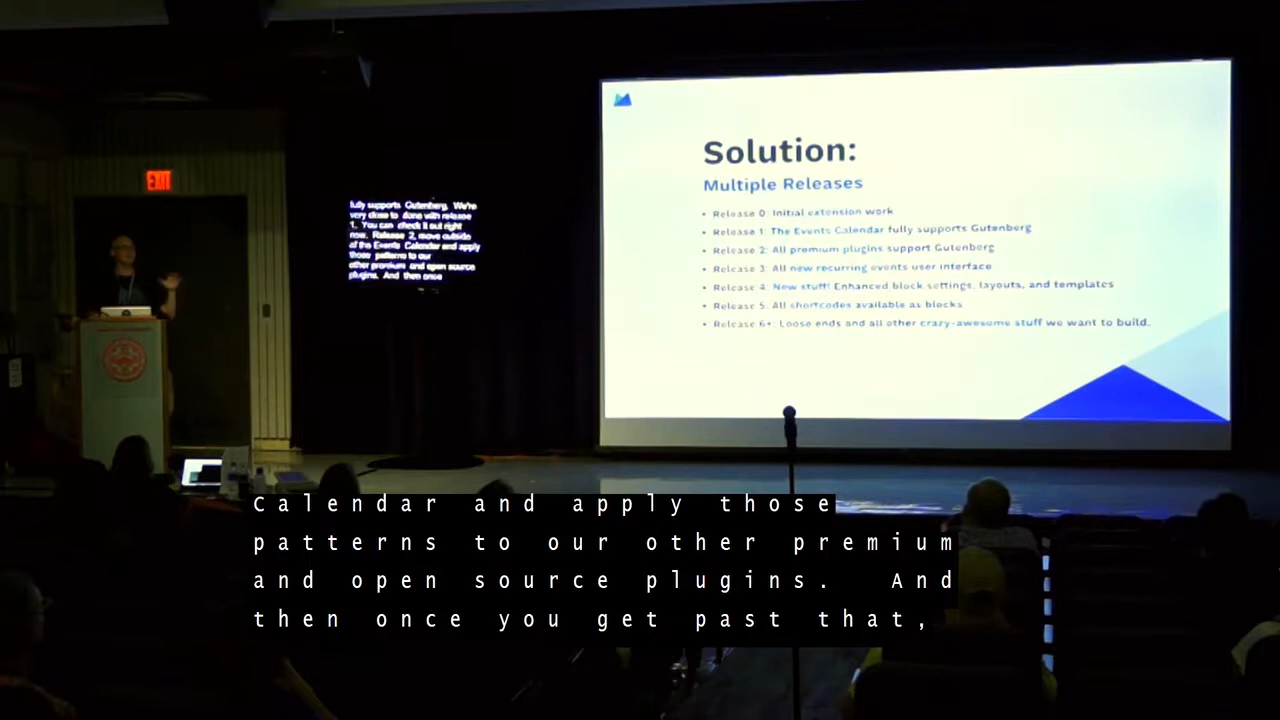 EXIT
fully supports Gutenberg. We're
very close to done with release
1. You can check it out right
now. Release 2, move outside
of the Events Calendar and apply
those patterns to our
other premium and open source
plugins. And then once
Solution:
Multiple Releases
• Release 0: Initial extension work
• Release 1: The Events Calendar fully supports Gutenberg
• Release 2: All premium plugins support Gutenberg
• Release 3: All new recurring events user interface
• Release 4: New stuff! Enhanced block settings, layouts, and templates
• Release 5: All shortcodes available as blocks
• Release 6+: Loose ends and all other crazy-awesome stuff we want to build.
Calendar and apply those
patterns to our other premium
and open source plugins. And
then once you get past that,